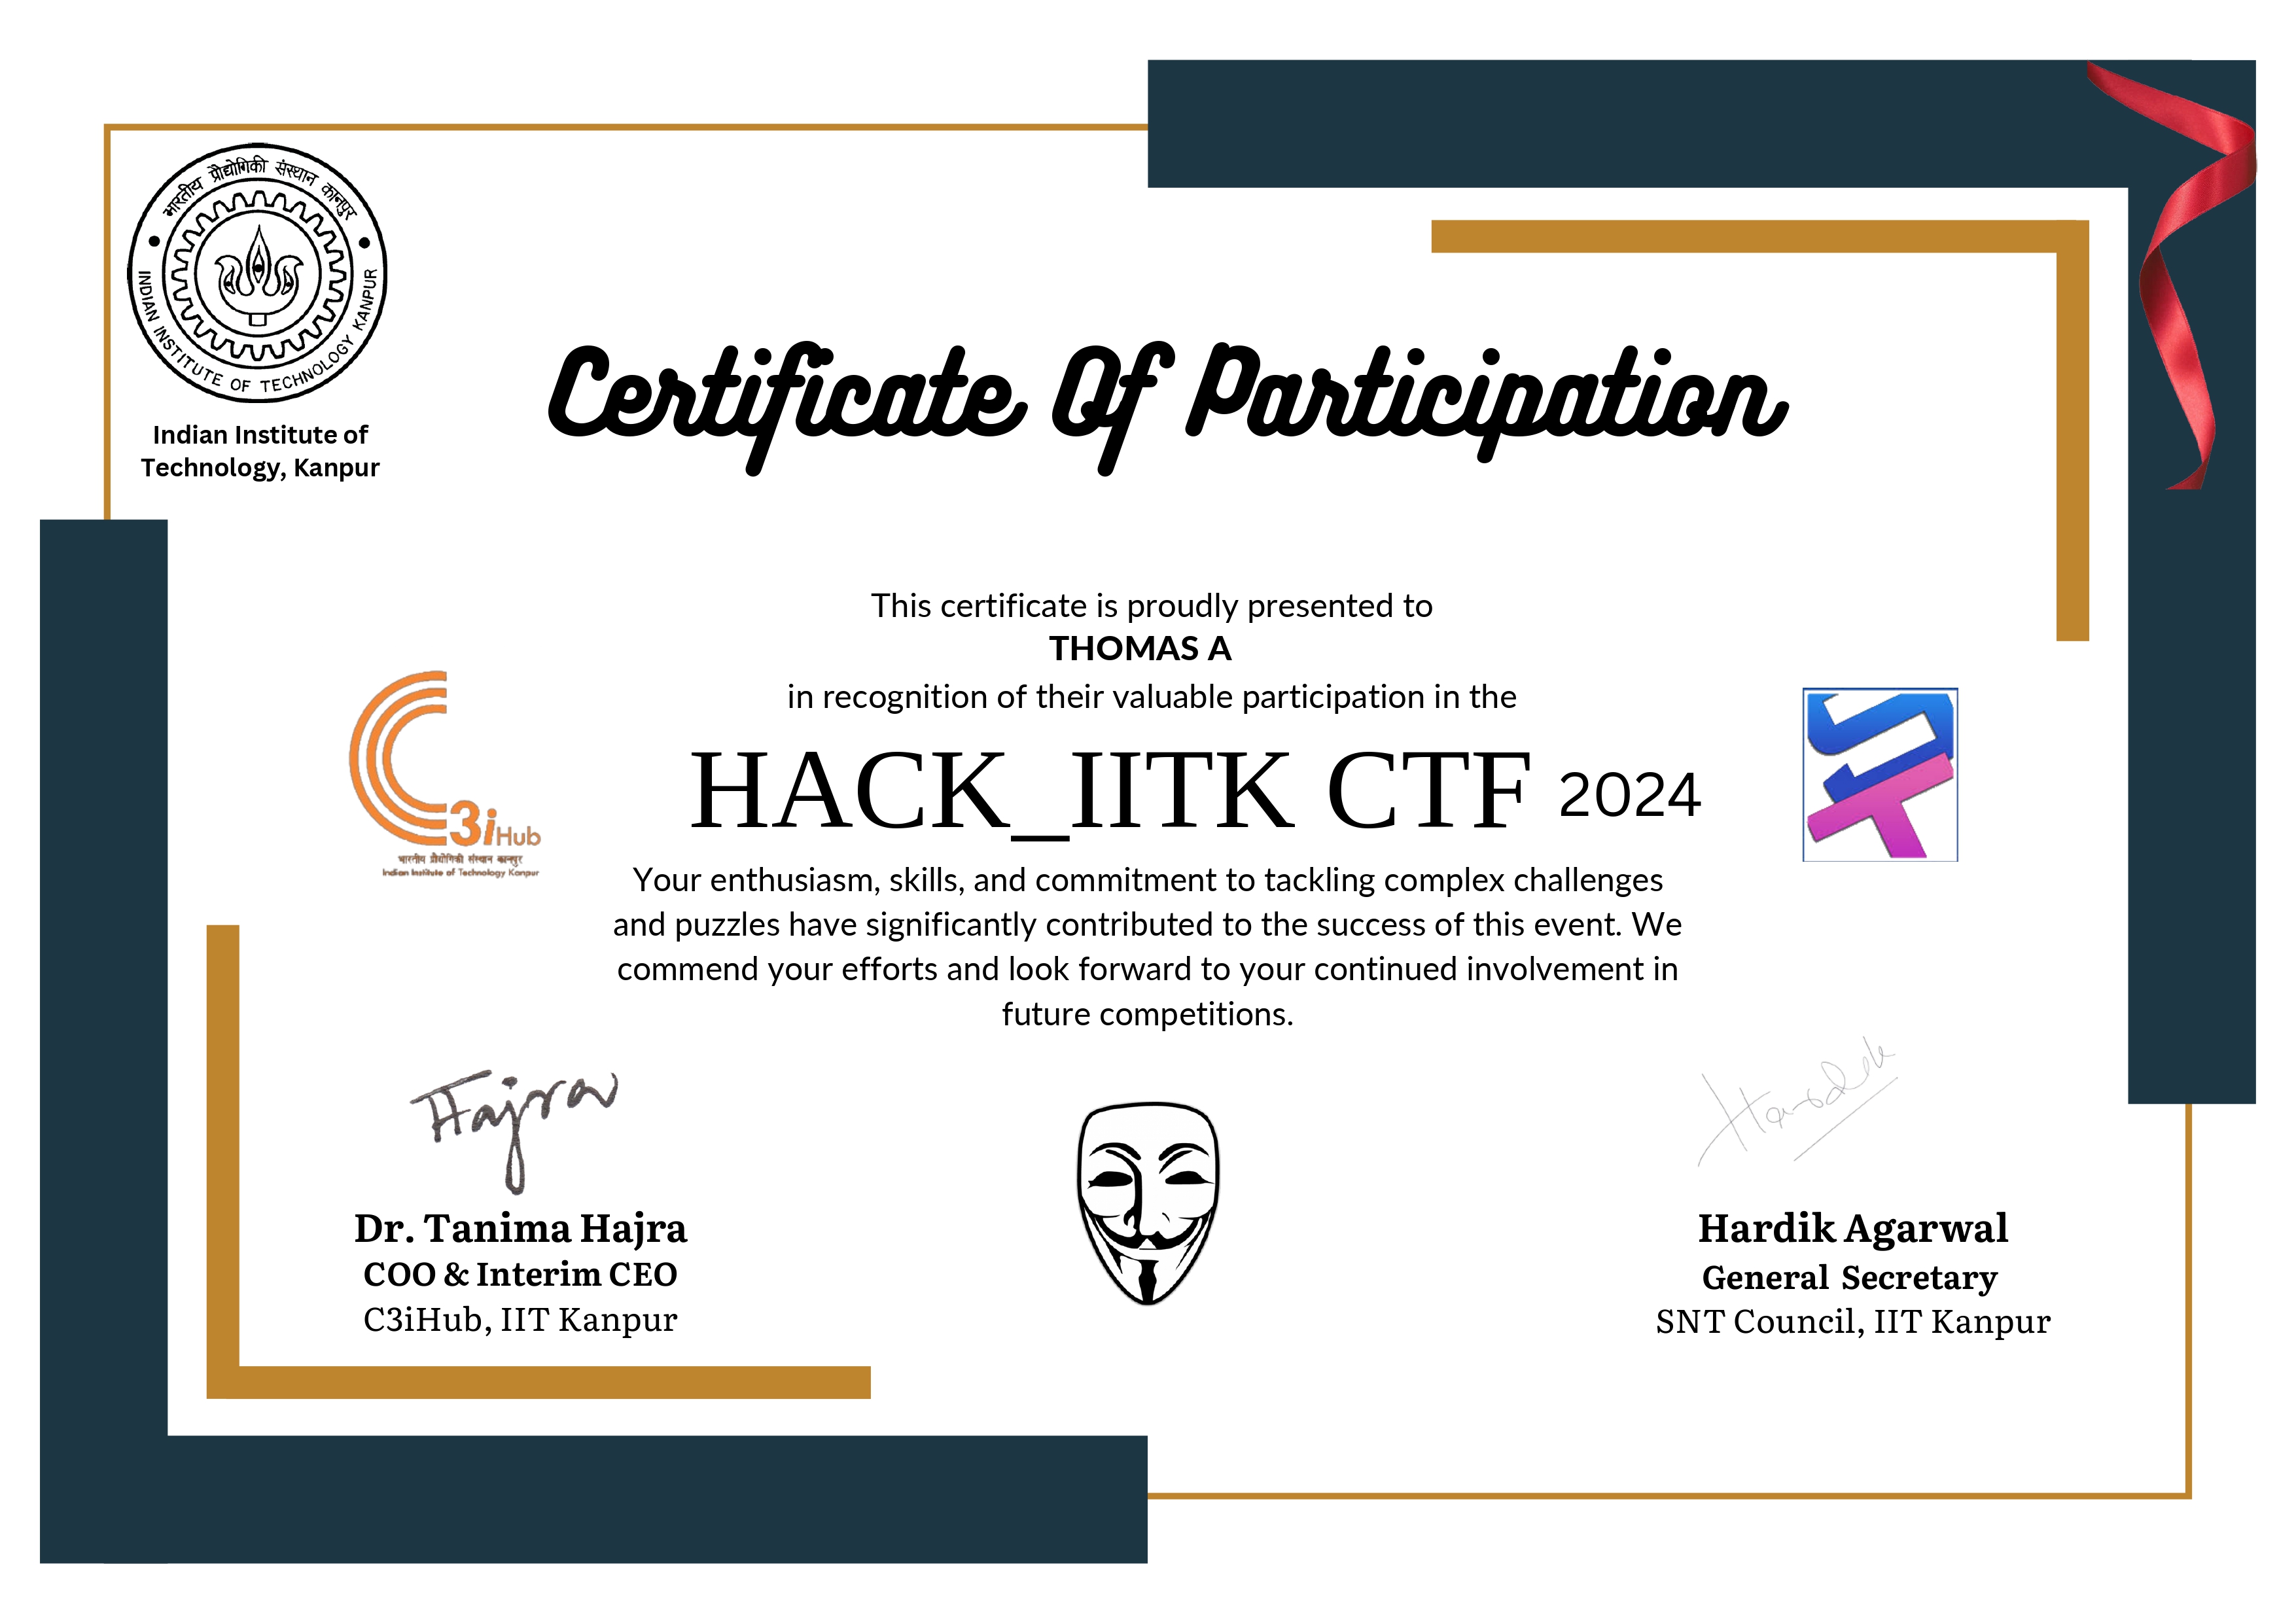 भारतीय प्रौद्योगिकी संस्थान कानपुर
INDIAN INSTITUTE OF TECHNOLOGY KANPUR
Indian Institute of
Technology, Kanpur
Certificate Of Participation
This certificate is proudly presented to
THOMAS A
in recognition of their valuable participation in the
HACK_IITK CTF 2024
C3iHub
भारतीय प्रौद्योगिकी संस्थान कानपुर
Indian Institute of Technology Kanpur
SnT
Your enthusiasm, skills, and commitment to tackling complex challenges
and puzzles have significantly contributed to the success of this event. We
commend your efforts and look forward to your continued involvement in
future competitions.
Hajra
Dr. Tanima Hajra
COO & Interim CEO
C3iHub, IIT Kanpur
Hardik
Hardik Agarwal
General Secretary
SNT Council, IIT Kanpur